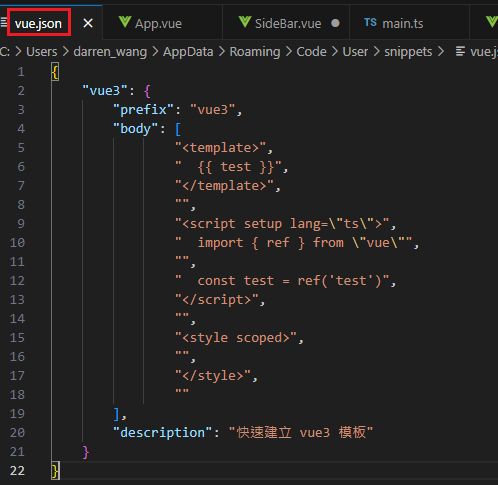 vue.json × App.vue SideBar.vue ● TS main.ts
C: > Users > darren_wang > AppData > Roaming > Code > User > snippets > vue.j
1 {
2 "vue3": {
3 "prefix": "vue3",
4 "body": [
5 "<template>",
6 "  {{ test }}",
7 "</template>",
8 "",
9 "<script setup lang=\"ts\">",
10 "  import { ref } from \"vue\"",
11 "",
12 "  const test = ref('test')",
13 "</script>",
14 "",
15 "<style scoped>",
16 "",
17 "</style>",
18 ""
19 ],
20 "description": "快速建立 vue3 模板"
21 }
22 }